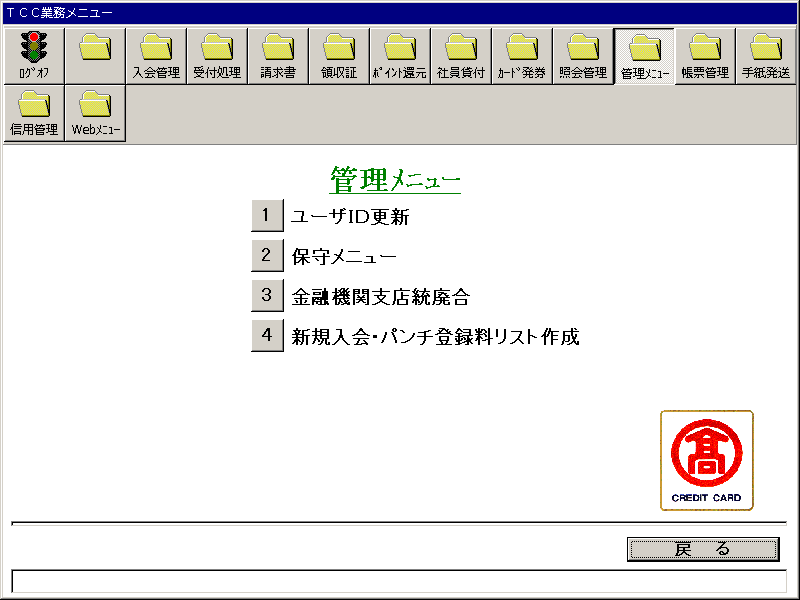 ＴＣＣ業務メニュー
ﾛｸﾞｵﾌ
入会管理
受付処理
請求書
領収証
ﾎﾟｲﾝﾄ還元
社員貸付
ｶｰﾄﾞ発券
照会管理
管理ﾒﾆｭｰ
帳票管理
手紙発送
信用管理
Webﾒﾆｭｰ
管理メニュー
1 ユーザID更新
2 保守メニュー
3 金融機関支店統廃合
4 新規入会・パンチ登録料リスト作成
髙
CREDIT CARD
戻　る